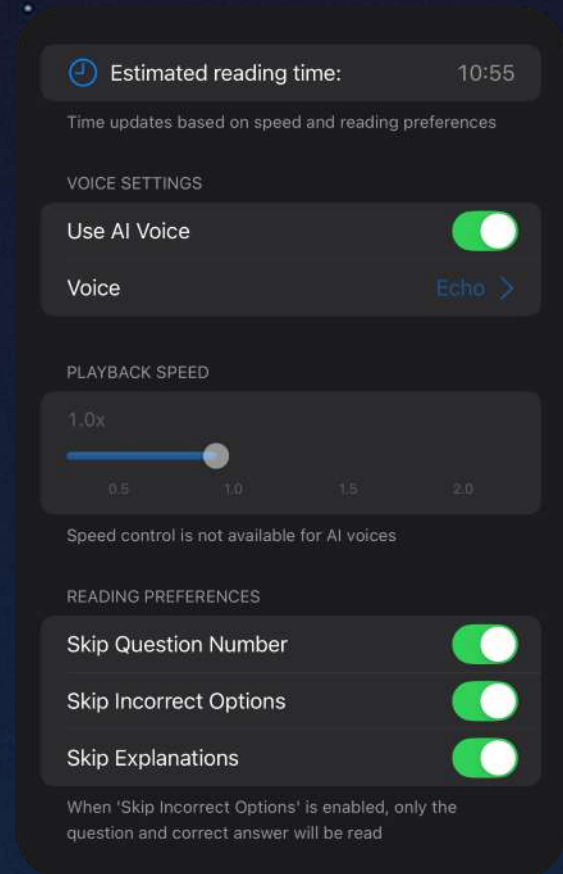 Estimated reading time: 10:55
Time updates based on speed and reading preferences
VOICE SETTINGS
Use AI Voice
Voice Echo
PLAYBACK SPEED
1.0x
0.5 1.0 1.5 2.0
Speed control is not available for AI voices
READING PREFERENCES
Skip Question Number
Skip Incorrect Options
Skip Explanations
When 'Skip Incorrect Options' is enabled, only the
question and correct answer will be read